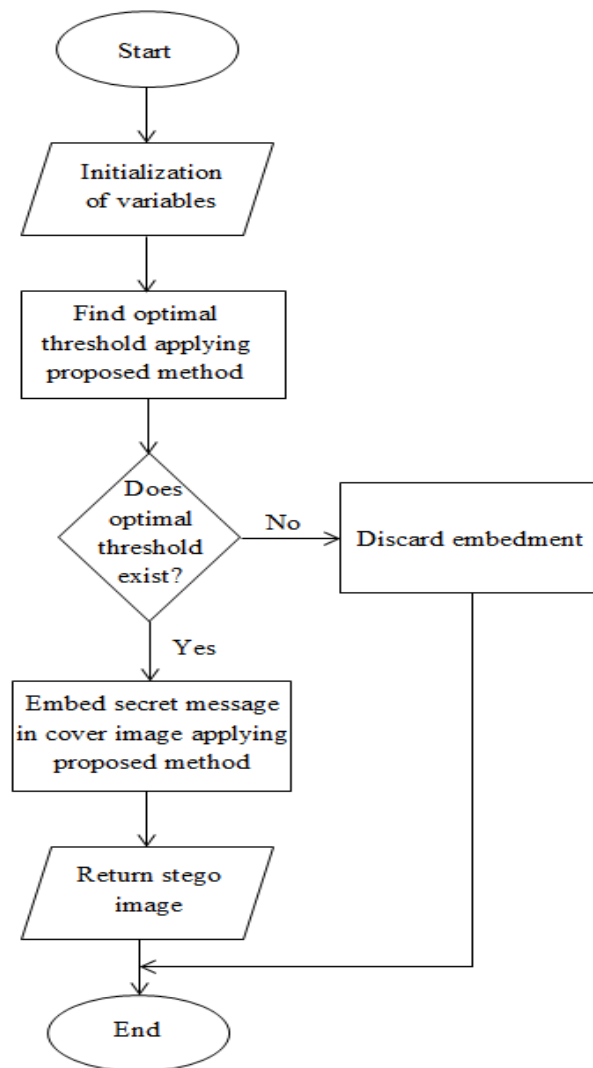 Start
Initialization
of variables
Find optimal
threshold applying
proposed method
Does
optimal
threshold
exist?
No
Discard embedment
Yes
Embed secret message
in cover image applying
proposed method
Return stego
image
End